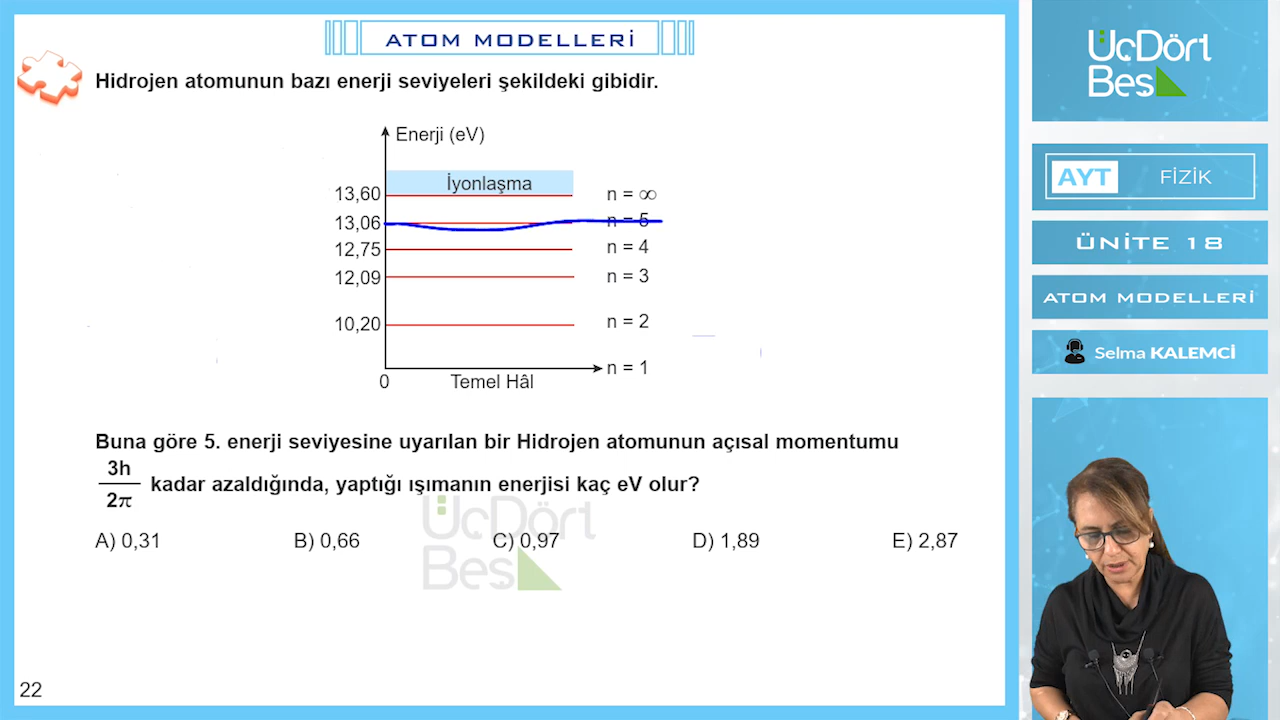 ATOM MODELLERİ
Hidrojen atomunun bazı enerji seviyeleri şekildeki gibidir.
Enerji (eV)
İyonlaşma
13,60 n = ∞
13,06 n = 5
12,75 n = 4
12,09 n = 3
10,20 n = 2
n = 1
0 Temel Hâl
Buna göre 5. enerji seviyesine uyarılan bir Hidrojen atomunun açısal momentumu
3h
2π
kadar azaldığında, yaptığı ışımanın enerjisi kaç eV olur?
A) 0,31 B) 0,66 C) 0,97 D) 1,89 E) 2,87
ÜçDört
Beş
22
ÜçDört
Beş
AYT FİZİK
ÜNİTE 18
ATOM MODELLERİ
Selma KALEMCİ